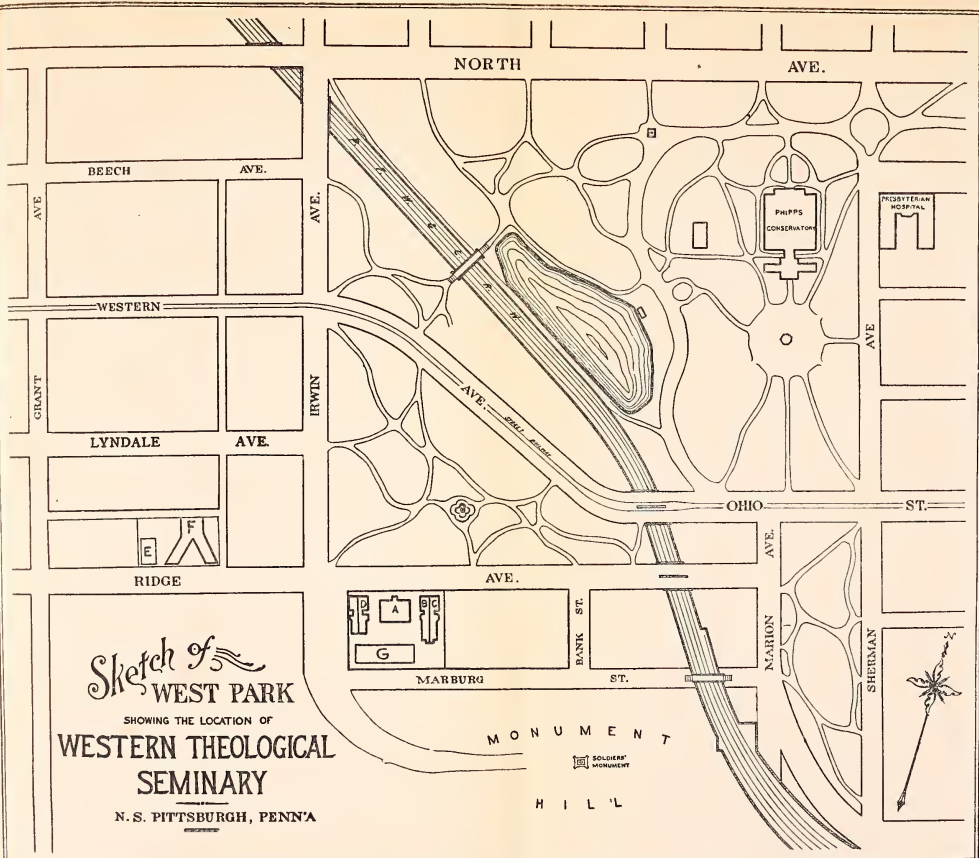 NORTH AVE.
BEECH AVE.
AVE
AVE.
PRESBYTERIAN
HOSPITAL
PHIPPS
CONSERVATORY
WESTERN
AVE
GRANT
IRWIN
AVE.
STREET RAILWAY
LYNDALE AVE.
OHIO ST.
E
F
AVE.
RIDGE AVE.
D A B C
G
BANK ST.
MARION
SHERMAN
MARBURG ST.
Sketch of
WEST PARK
SHOWING THE LOCATION OF
WESTERN THEOLOGICAL
SEMINARY
N. S. PITTSBURGH, PENN'A
MONUMENT
SOLDIERS'
MONUMENT
HILL